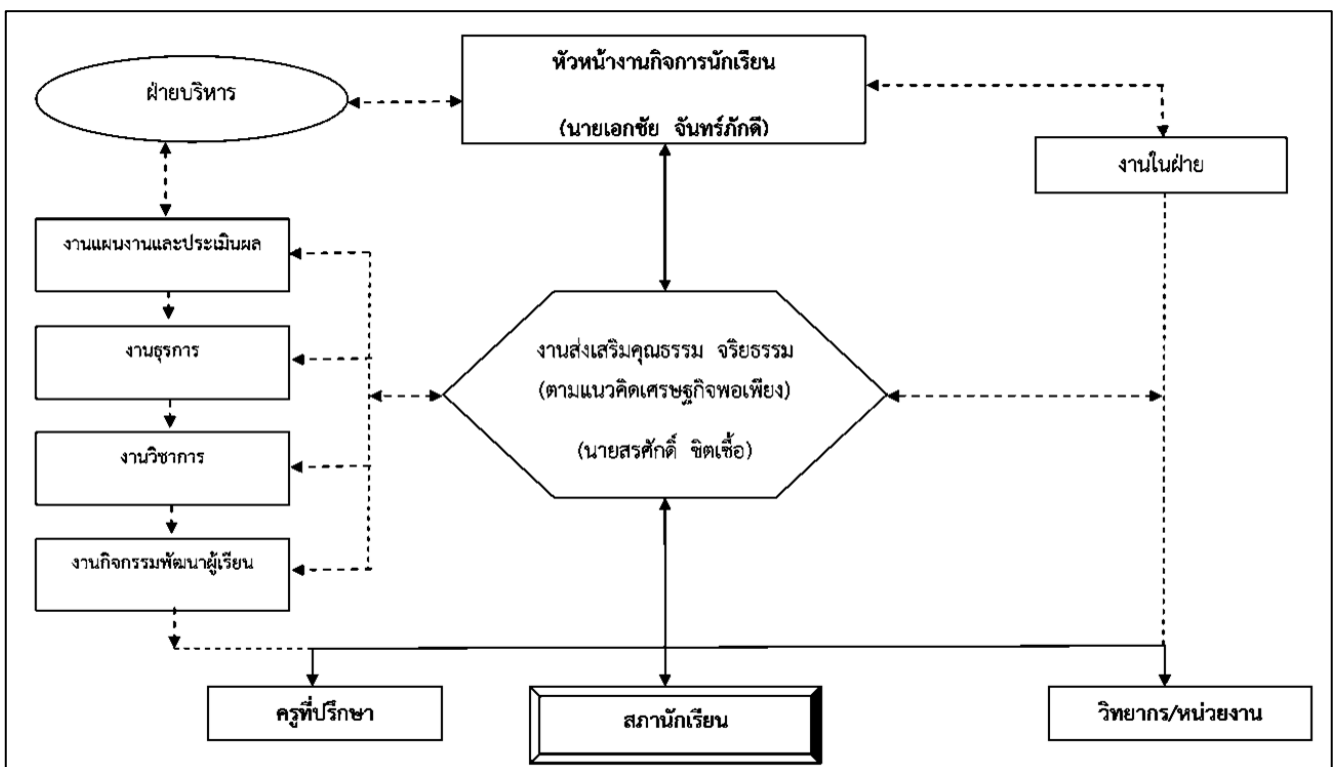 หัวหน้างานกิจการนักเรียน
(นายเอกชัย จันทร์ภักดี)
ฝ่ายบริหาร
งานในฝ่าย
งานแผนงานและประเมินผล
งานธุรการ
งานวิชาการ
งานกิจกรรมพัฒนาผู้เรียน
งานส่งเสริมคุณธรรม จริยธรรม
(ตามแนวคิดเศรษฐกิจพอเพียง)
(นายสรศักดิ์ ชิตเชื้อ)
ครูที่ปรึกษา
สภานักเรียน
วิทยากร/หน่วยงาน